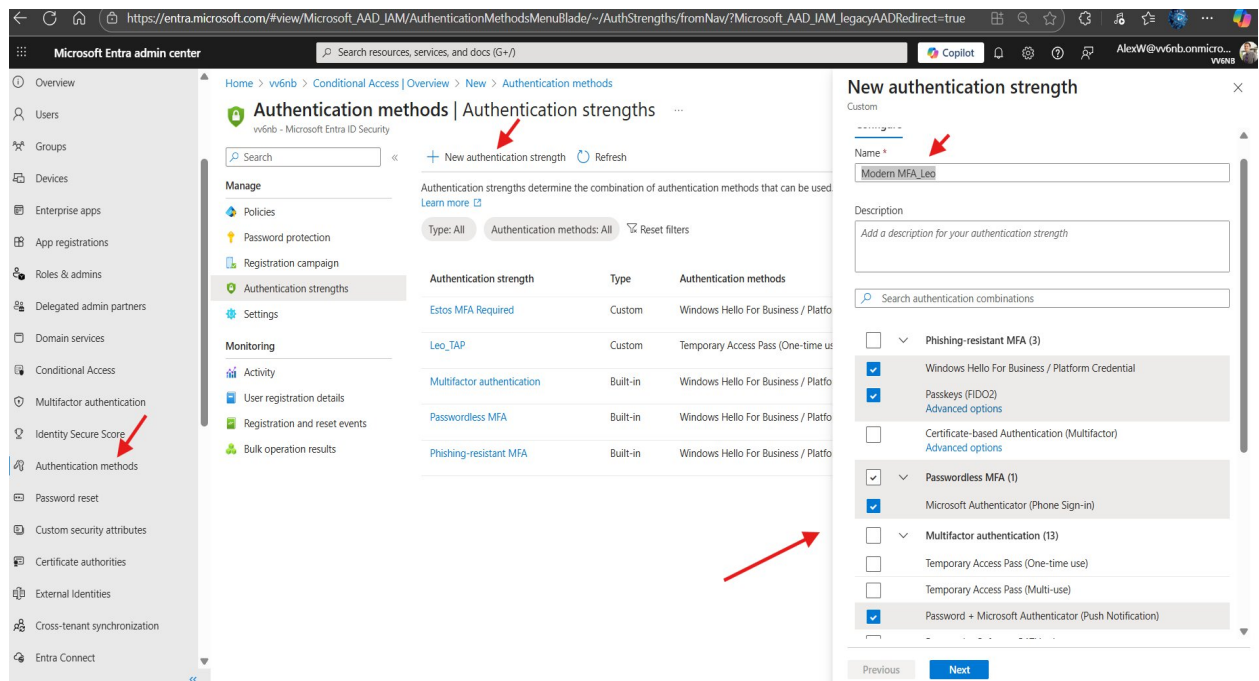 https://entra.microsoft.com/#view/Microsoft_AAD_IAM/AuthenticationMethodsMenuBlade/~/AuthStrengths/fromNav/?Microsoft_AAD_IAM_legacyAADRedirect=true
Microsoft Entra admin center
Search resources, services, and docs (G+/)
Copilot
AlexW@vv6nb.onmicro...
VV6NB
Overview
Users
Groups
Devices
Enterprise apps
App registrations
Roles & admins
Delegated admin partners
Domain services
Conditional Access
Multifactor authentication
Identity Secure Score
Authentication methods
Password reset
Custom security attributes
Certificate authorities
External Identities
Cross-tenant synchronization
Entra Connect
Home > vv6nb > Conditional Access | Overview > New > Authentication methods
Authentication methods | Authentication strengths ...
vv6nb - Microsoft Entra ID Security
Search
Manage
Policies
Password protection
Registration campaign
Authentication strengths
Settings
Monitoring
Activity
User registration details
Registration and reset events
Bulk operation results
New authentication strength Refresh
Authentication strengths determine the combination of authentication methods that can be used.
Learn more
Type: All Authentication methods: All Reset filters
Authentication strength Type Authentication methods
Estos MFA Required Custom Windows Hello For Business / Platfo
Leo_TAP Custom Temporary Access Pass (One-time us
Multifactor authentication Built-in Windows Hello For Business / Platfo
Passwordless MFA Built-in Windows Hello For Business / Platfo
Phishing-resistant MFA Built-in Windows Hello For Business / Platfo
New authentication strength
Custom
Configure
Name *
Modern MFA_Leo
Description
Add a description for your authentication strength
Search authentication combinations
Phishing-resistant MFA (3)
Windows Hello For Business / Platform Credential
Passkeys (FIDO2)
Advanced options
Certificate-based Authentication (Multifactor)
Advanced options
Passwordless MFA (1)
Microsoft Authenticator (Phone Sign-in)
Multifactor authentication (13)
Temporary Access Pass (One-time use)
Temporary Access Pass (Multi-use)
Password + Microsoft Authenticator (Push Notification)
Previous Next